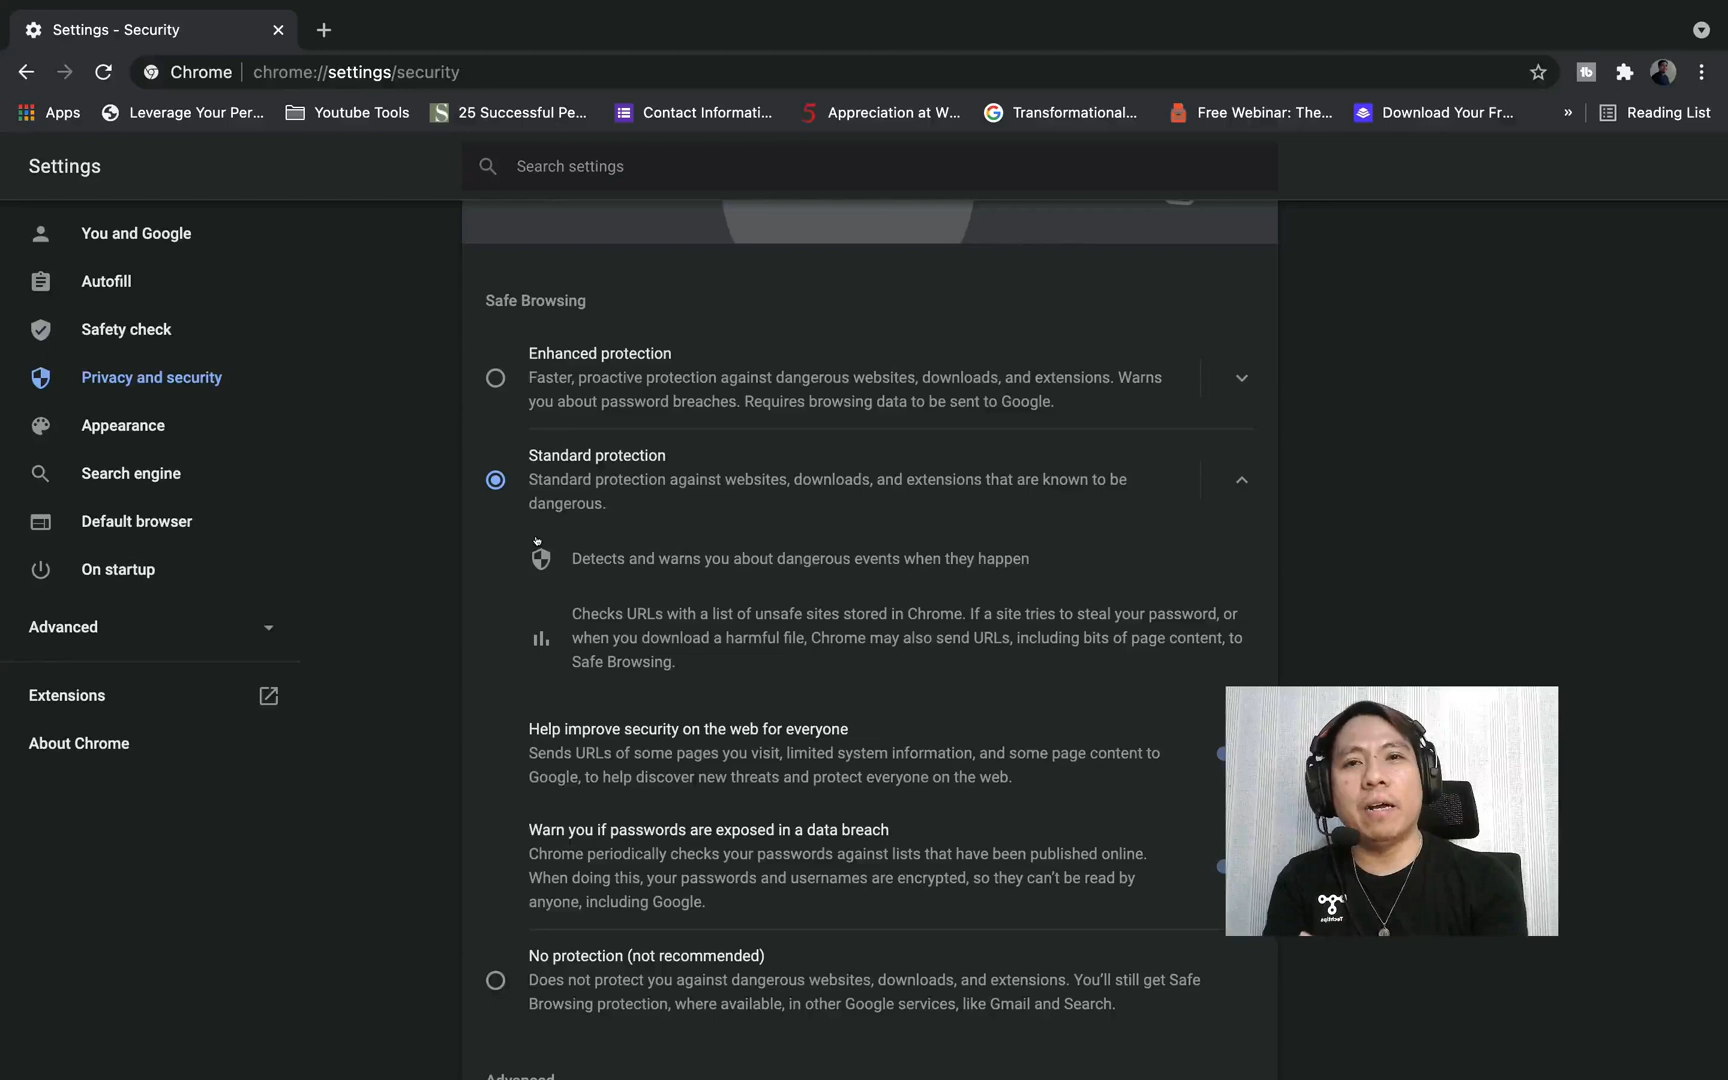 Settings - Security
Chrome chrome://settings/security
Apps Leverage Your Per... Youtube Tools 25 Successful Pe... Contact Informati... Appreciation at W... Transformational... Free Webinar: The... Download Your Fr... » Reading List
Settings
Search settings
You and Google
Autofill
Safety check
Privacy and security
Appearance
Search engine
Default browser
On startup
Advanced
Extensions
About Chrome
Safe Browsing
Enhanced protection
Faster, proactive protection against dangerous websites, downloads, and extensions. Warns
you about password breaches. Requires browsing data to be sent to Google.
Standard protection
Standard protection against websites, downloads, and extensions that are known to be
dangerous.
Detects and warns you about dangerous events when they happen
Checks URLs with a list of unsafe sites stored in Chrome. If a site tries to steal your password, or
when you download a harmful file, Chrome may also send URLs, including bits of page content, to
Safe Browsing.
Help improve security on the web for everyone
Sends URLs of some pages you visit, limited system information, and some page content to
Google, to help discover new threats and protect everyone on the web.
Warn you if passwords are exposed in a data breach
Chrome periodically checks your passwords against lists that have been published online.
When doing this, your passwords and usernames are encrypted, so they can't be read by
anyone, including Google.
No protection (not recommended)
Does not protect you against dangerous websites, downloads, and extensions. You'll still get Safe
Browsing protection, where available, in other Google services, like Gmail and Search.
Advanced